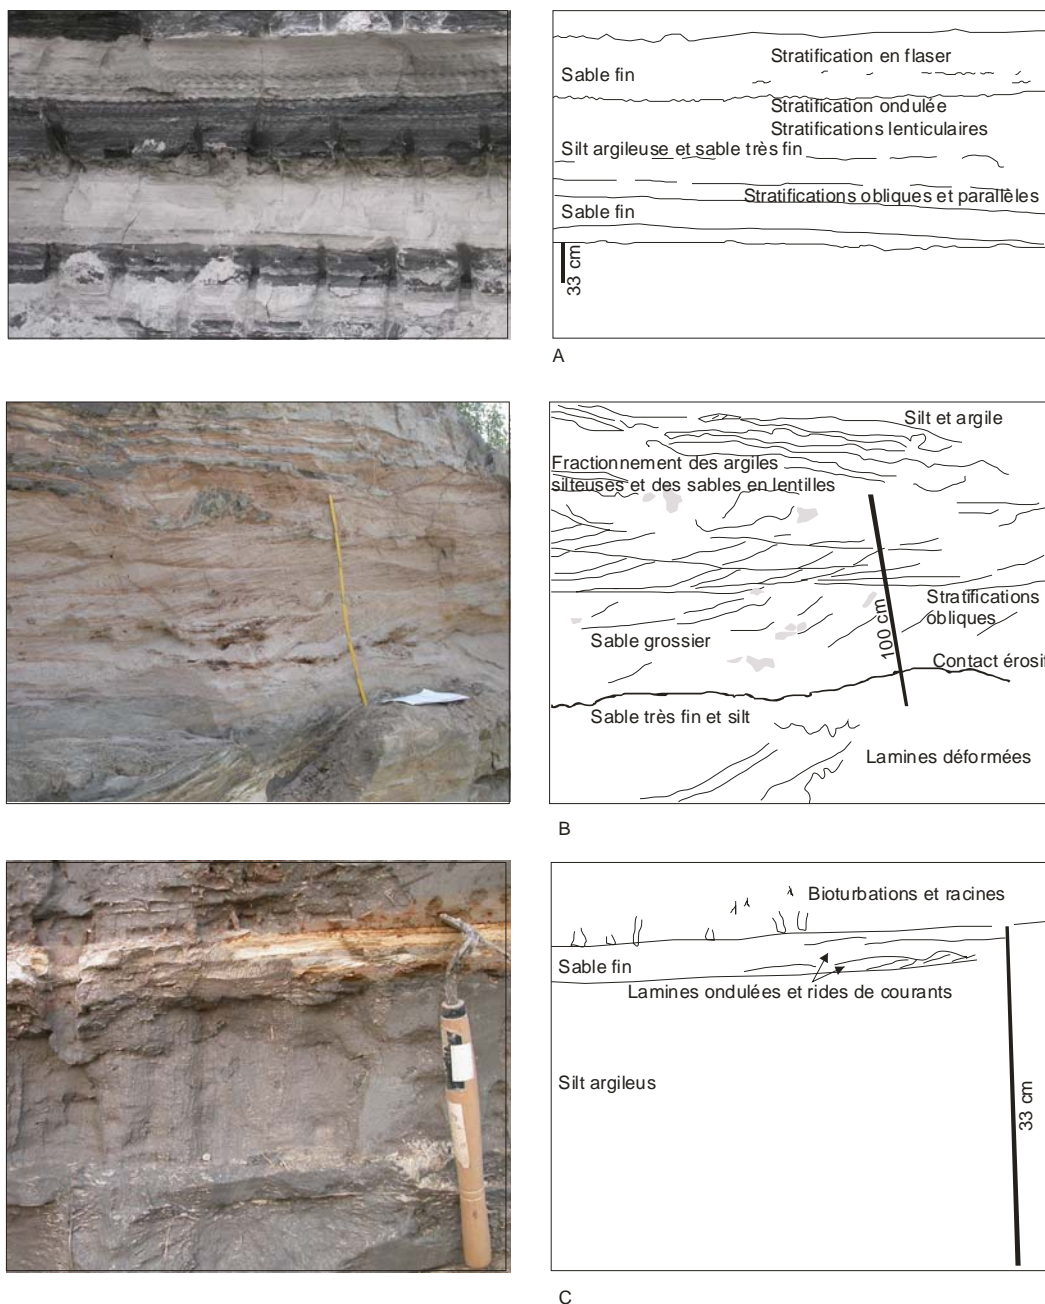 Stratification en flaser
Sable fin
Stratification ondulée
Stratifications lenticulaires
Silt argileuse et sable très fin
Stratifications obliques et parallèles
Sable fin
33 cm
A
Silt et argile
Fractionnement des argiles
silteuses et des sables en lentilles
Stratifications
obliques
100 cm
Sable grossier
Contact érosif
Sable très fin et silt
Lamines déformées
B
Bioturbations et racines
Sable fin
Lamines ondulées et rides de courants
Silt argileus
33 cm
C